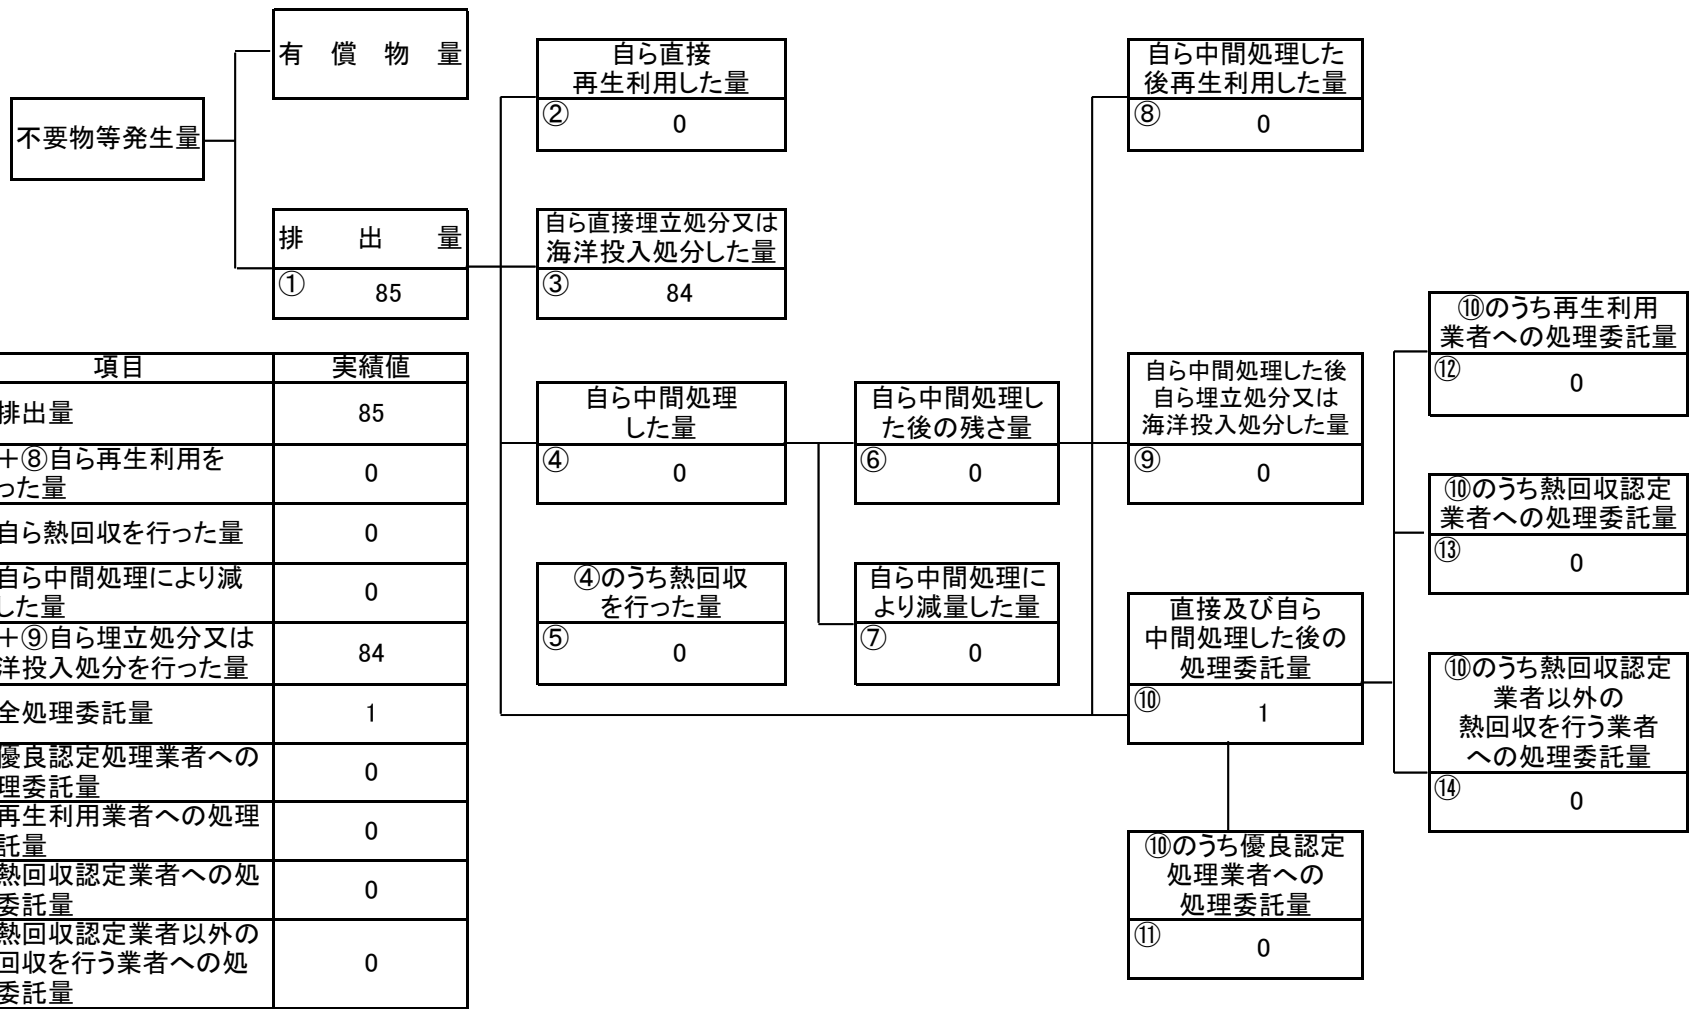 有償物量
不要物等発生量
排出量
① 85
自ら直接
再生利用した量
② 0
自ら直接埋立処分又は
海洋投入処分した量
③ 84
自ら中間処理
した量
④ 0
④のうち熱回収
を行った量
⑤ 0
自ら中間処理し
た後の残さ量
⑥ 0
自ら中間処理に
より減量した量
⑦ 0
自ら中間処理した
後再生利用した量
⑧ 0
自ら中間処理した後
自ら埋立処分又は
海洋投入処分した量
⑨ 0
直接及び自ら
中間処理した後の
処理委託量
⑩ 1
⑩のうち優良認定
処理業者への
処理委託量
⑪ 0
⑩のうち再生利用
業者への処理委託量
⑫ 0
⑩のうち熱回収認定
業者への処理委託量
⑬ 0
⑩のうち熱回収認定
業者以外の
熱回収を行う業者
への処理委託量
⑭ 0
項目 実績値
排出量 85
＋⑧自ら再生利用を
った量 0
自ら熱回収を行った量 0
自ら中間処理により減
した量 0
＋⑨自ら埋立処分又は
洋投入処分を行った量 84
全処理委託量 1
優良認定処理業者への
理委託量 0
再生利用業者への処理
託量 0
熱回収認定業者への処
委託量 0
熱回収認定業者以外の
回収を行う業者への処
委託量 0